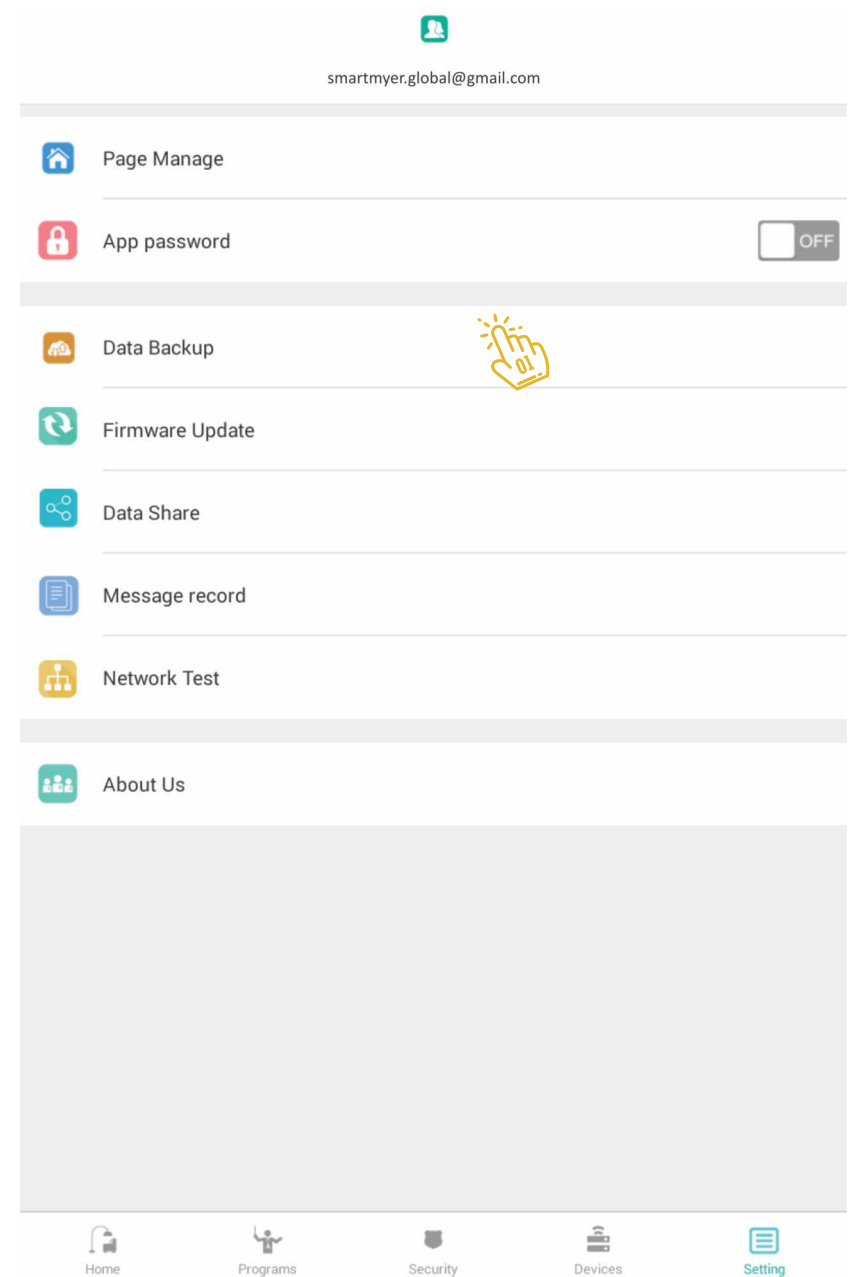 smartmyer.global@gmail.com
Page Manage
App password
OFF
Data Backup
01
Firmware Update
Data Share
Message record
Network Test
About Us
Home
Programs
Security
Devices
Setting